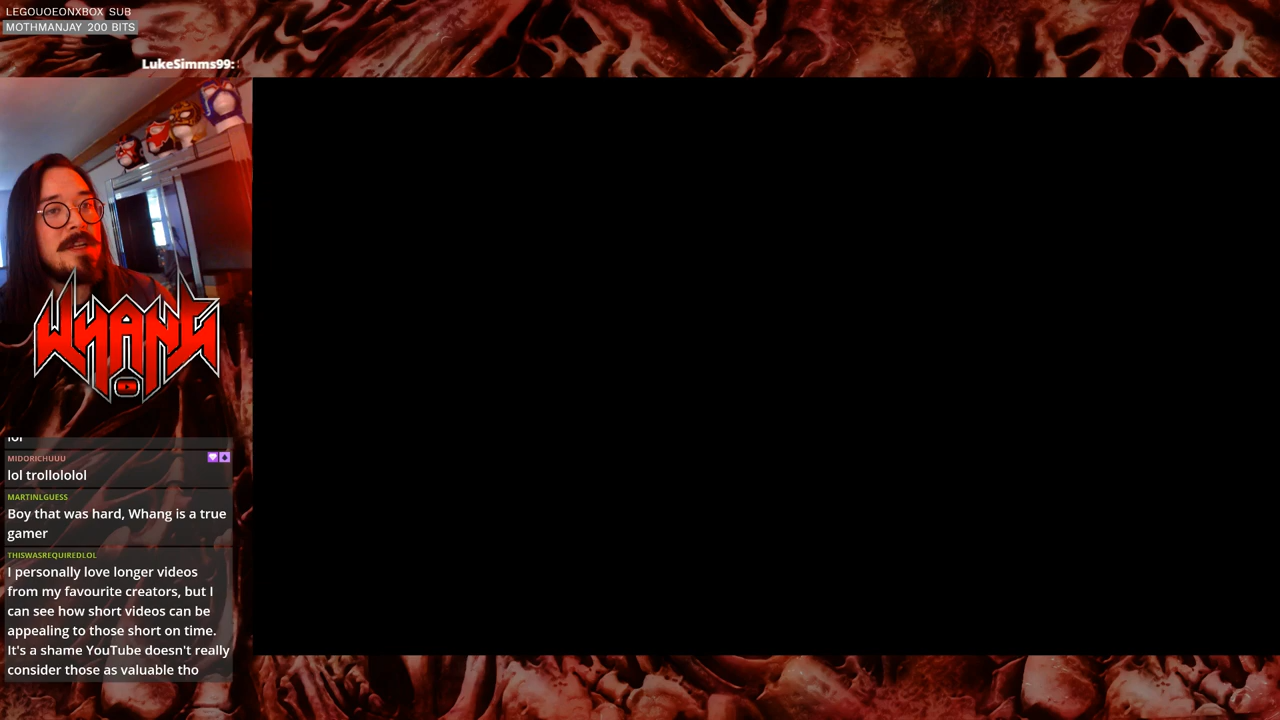 LEGOUOEONXBOX SUB
MOTHMANJAY 200 BITS
LukeSimms99:
WHANG
lol
MIDORICHUUU
lol trollololol
MARTINLGUESS
Boy that was hard, Whang is a true
gamer
THISWASREQUIREDLOL
I personally love longer videos
from my favourite creators, but I
can see how short videos can be
appealing to those short on time.
It's a shame YouTube doesn't really
consider those as valuable tho